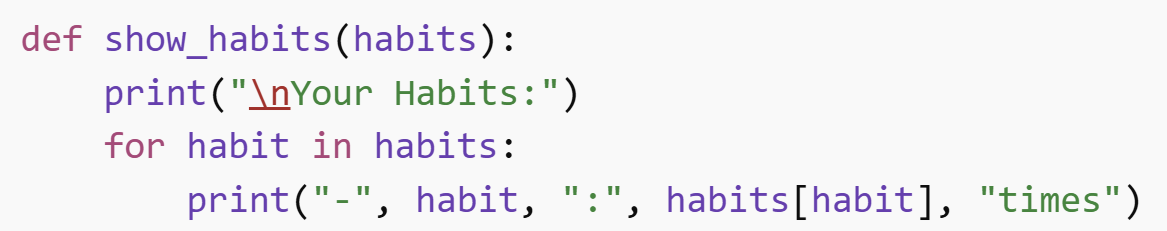 def show_habits(habits):
    print("\nYour Habits:")
    for habit in habits:
        print("-", habit, ":", habits[habit], "times")